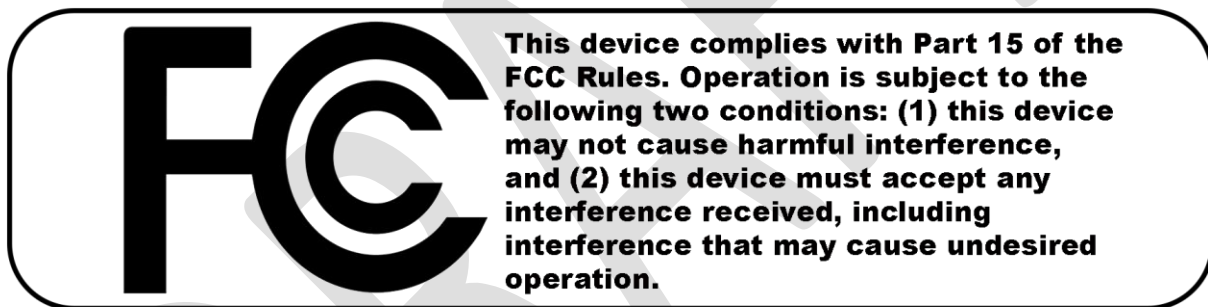 FCC
This device complies with Part 15 of the
FCC Rules. Operation is subject to the
following two conditions: (1) this device
may not cause harmful interference,
and (2) this device must accept any
interference received, including
interference that may cause undesired
operation.